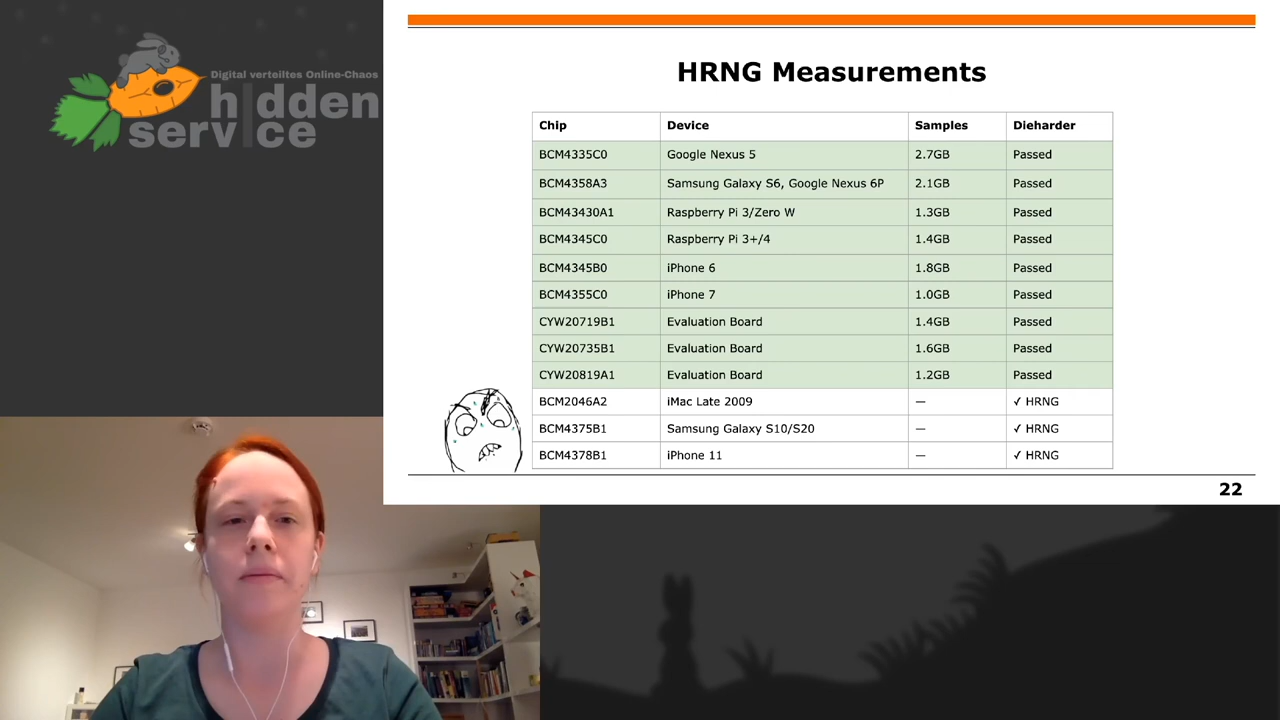 Digital verteiltes Online-Chaos
hidden
service
HRNG Measurements
Chip Device Samples Dieharder
BCM4335C0 Google Nexus 5 2.7GB Passed
BCM4358A3 Samsung Galaxy S6, Google Nexus 6P 2.1GB Passed
BCM43430A1 Raspberry Pi 3/Zero W 1.3GB Passed
BCM4345C0 Raspberry Pi 3+/4 1.4GB Passed
BCM4345B0 iPhone 6 1.8GB Passed
BCM4355C0 iPhone 7 1.0GB Passed
CYW20719B1 Evaluation Board 1.4GB Passed
CYW20735B1 Evaluation Board 1.6GB Passed
CYW20819A1 Evaluation Board 1.2GB Passed
BCM2046A2 iMac Late 2009 — ✓ HRNG
BCM4375B1 Samsung Galaxy S10/S20 — ✓ HRNG
BCM4378B1 iPhone 11 — ✓ HRNG
22